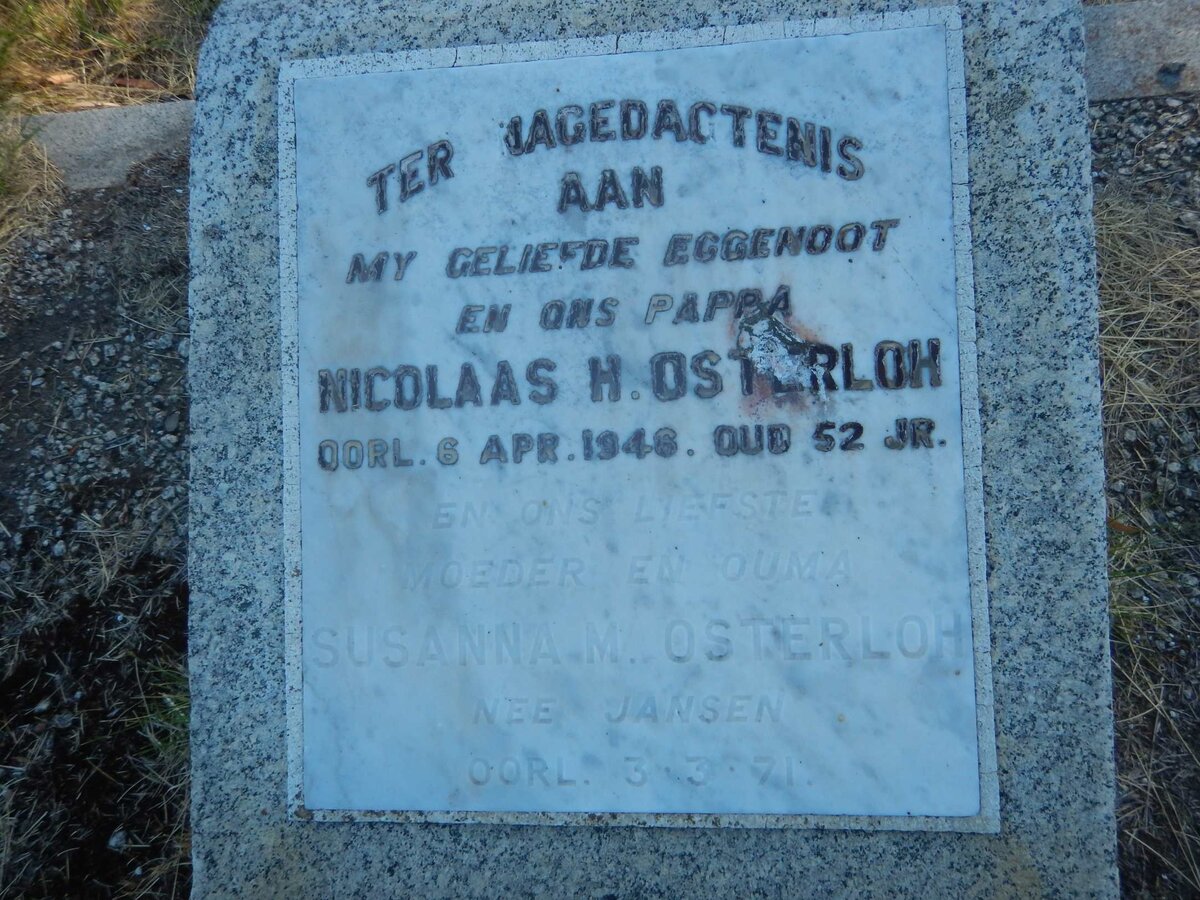 TER NAGEDACTENIS
AAN
MY GELIEFDE EGGENOOT
EN ONS PAPPA
NICOLAAS H. OSTERLOH
OORL. 6 APR. 1946. OUD 52 JR.
EN ONS LIEFSTE
MOEDER EN OUMA
SUSANNA M. OSTERLOH
NEE JANSEN
OORL. 3·3·71.